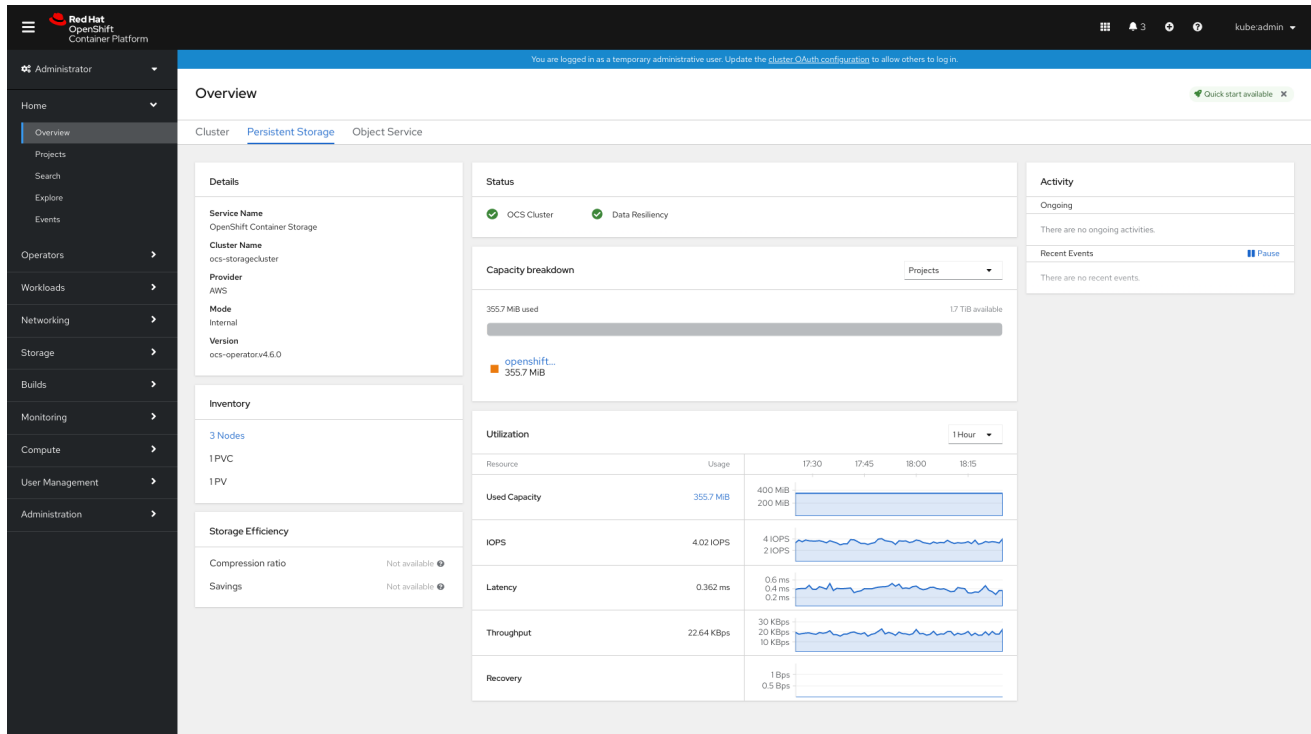 Red Hat
OpenShift
Container Platform
3
kube:admin
Administrator
You are logged in as a temporary administrative user. Update the cluster OAuth configuration to allow others to log in.
Home
Overview
Projects
Search
Explore
Events
Operators
Workloads
Networking
Storage
Builds
Monitoring
Compute
User Management
Administration
Overview
Quick start available
Cluster Persistent Storage Object Service
Details
Service Name
OpenShift Container Storage
Cluster Name
ocs-storagecluster
Provider
AWS
Mode
Internal
Version
ocs-operator.v4.6.0
Inventory
3 Nodes
1 PVC
1 PV
Storage Efficiency
Compression ratio Not available
Savings Not available
Status
OCS Cluster Data Resiliency
Capacity breakdown Projects
355.7 MiB used 1.7 TiB available
openshift...
355.7 MiB
Utilization 1 Hour
Resource Usage 17:30 17:45 18:00 18:15
Used Capacity 355.7 MiB 400 MiB
200 MiB
IOPS 4.02 IOPS 4 IOPS
2 IOPS
Latency 0.362 ms 0.6 ms
0.4 ms
0.2 ms
Throughput 22.64 KBps 30 KBps
20 KBps
10 KBps
Recovery 1 Bps
0.5 Bps
Activity
Ongoing
There are no ongoing activities.
Recent Events Pause
There are no recent events.